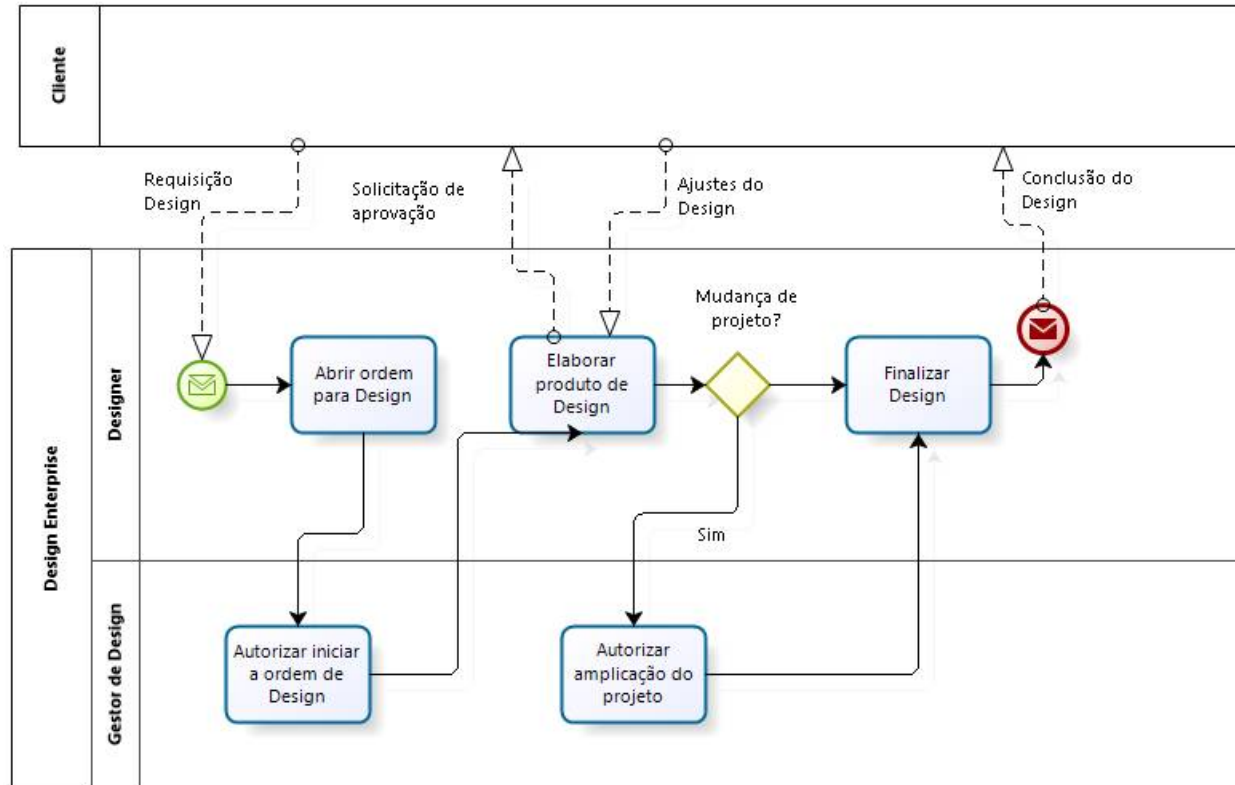 Cliente
Requisição
Design
Solicitação de
aprovação
Ajustes do
Design
Conclusão do
Design
Design Enterprise
Designer
Abrir ordem
para Design
Elaborar
produto de
Design
Mudança de
projeto?
Finalizar
Design
Sim
Gestor de Design
Autorizar iniciar
a ordem de
Design
Autorizar
amplicação do
projeto